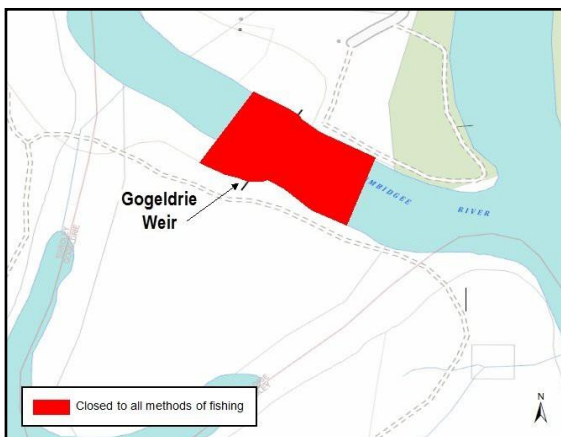 Gogeldrie
Weir
MBIDGEE
RIVER
Closed to all methods of fishing
N